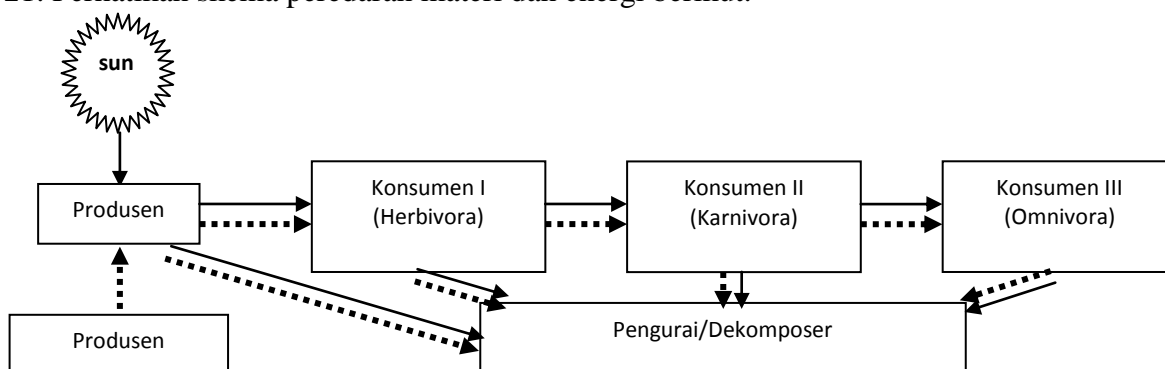 21. Perhatikan skema peredaran materi dan energi berikut.
sun
Produsen
Konsumen I
(Herbivora)
Konsumen II
(Karnivora)
Konsumen III
(Omnivora)
Produsen
Pengurai/Dekomposer